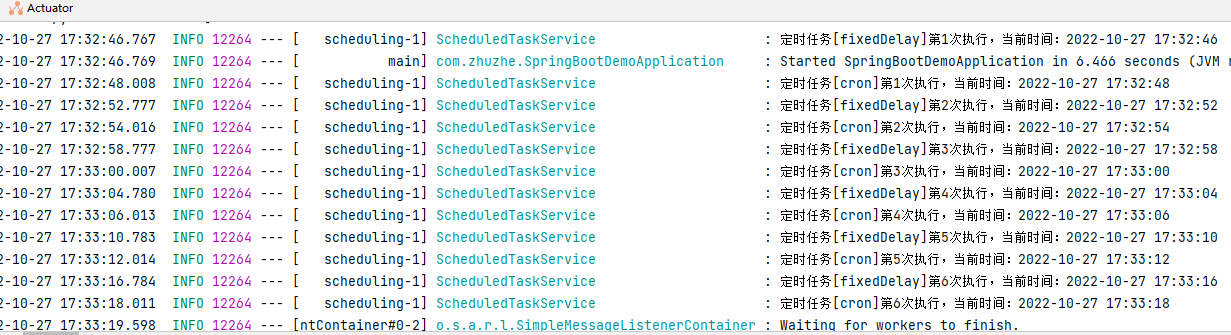 Actuator
2-10-27 17:32:46.767  INFO 12264 --- [   scheduling-1] ScheduledTaskService                     : 定时任务[fixedDelay]第1次执行，当前时间：2022-10-27 17:32:46
2-10-27 17:32:46.769  INFO 12264 --- [           main] com.zhuzhe.SpringBootDemoApplication     : Started SpringBootDemoApplication in 6.466 seconds (JVM r
2-10-27 17:32:48.008  INFO 12264 --- [   scheduling-1] ScheduledTaskService                     : 定时任务[cron]第1次执行，当前时间：2022-10-27 17:32:48
2-10-27 17:32:52.777  INFO 12264 --- [   scheduling-1] ScheduledTaskService                     : 定时任务[fixedDelay]第2次执行，当前时间：2022-10-27 17:32:52
2-10-27 17:32:54.016  INFO 12264 --- [   scheduling-1] ScheduledTaskService                     : 定时任务[cron]第2次执行，当前时间：2022-10-27 17:32:54
2-10-27 17:32:58.777  INFO 12264 --- [   scheduling-1] ScheduledTaskService                     : 定时任务[fixedDelay]第3次执行，当前时间：2022-10-27 17:32:58
2-10-27 17:33:00.007  INFO 12264 --- [   scheduling-1] ScheduledTaskService                     : 定时任务[cron]第3次执行，当前时间：2022-10-27 17:33:00
2-10-27 17:33:04.780  INFO 12264 --- [   scheduling-1] ScheduledTaskService                     : 定时任务[fixedDelay]第4次执行，当前时间：2022-10-27 17:33:04
2-10-27 17:33:06.013  INFO 12264 --- [   scheduling-1] ScheduledTaskService                     : 定时任务[cron]第4次执行，当前时间：2022-10-27 17:33:06
2-10-27 17:33:10.783  INFO 12264 --- [   scheduling-1] ScheduledTaskService                     : 定时任务[fixedDelay]第5次执行，当前时间：2022-10-27 17:33:10
2-10-27 17:33:12.014  INFO 12264 --- [   scheduling-1] ScheduledTaskService                     : 定时任务[cron]第5次执行，当前时间：2022-10-27 17:33:12
2-10-27 17:33:16.784  INFO 12264 --- [   scheduling-1] ScheduledTaskService                     : 定时任务[fixedDelay]第6次执行，当前时间：2022-10-27 17:33:16
2-10-27 17:33:18.011  INFO 12264 --- [   scheduling-1] ScheduledTaskService                     : 定时任务[cron]第6次执行，当前时间：2022-10-27 17:33:18
2-10-27 17:33:19.598  INFO 12264 --- [ntContainer#0-2] o.s.a.r.l.SimpleMessageListenerContainer : Waiting for workers to finish.